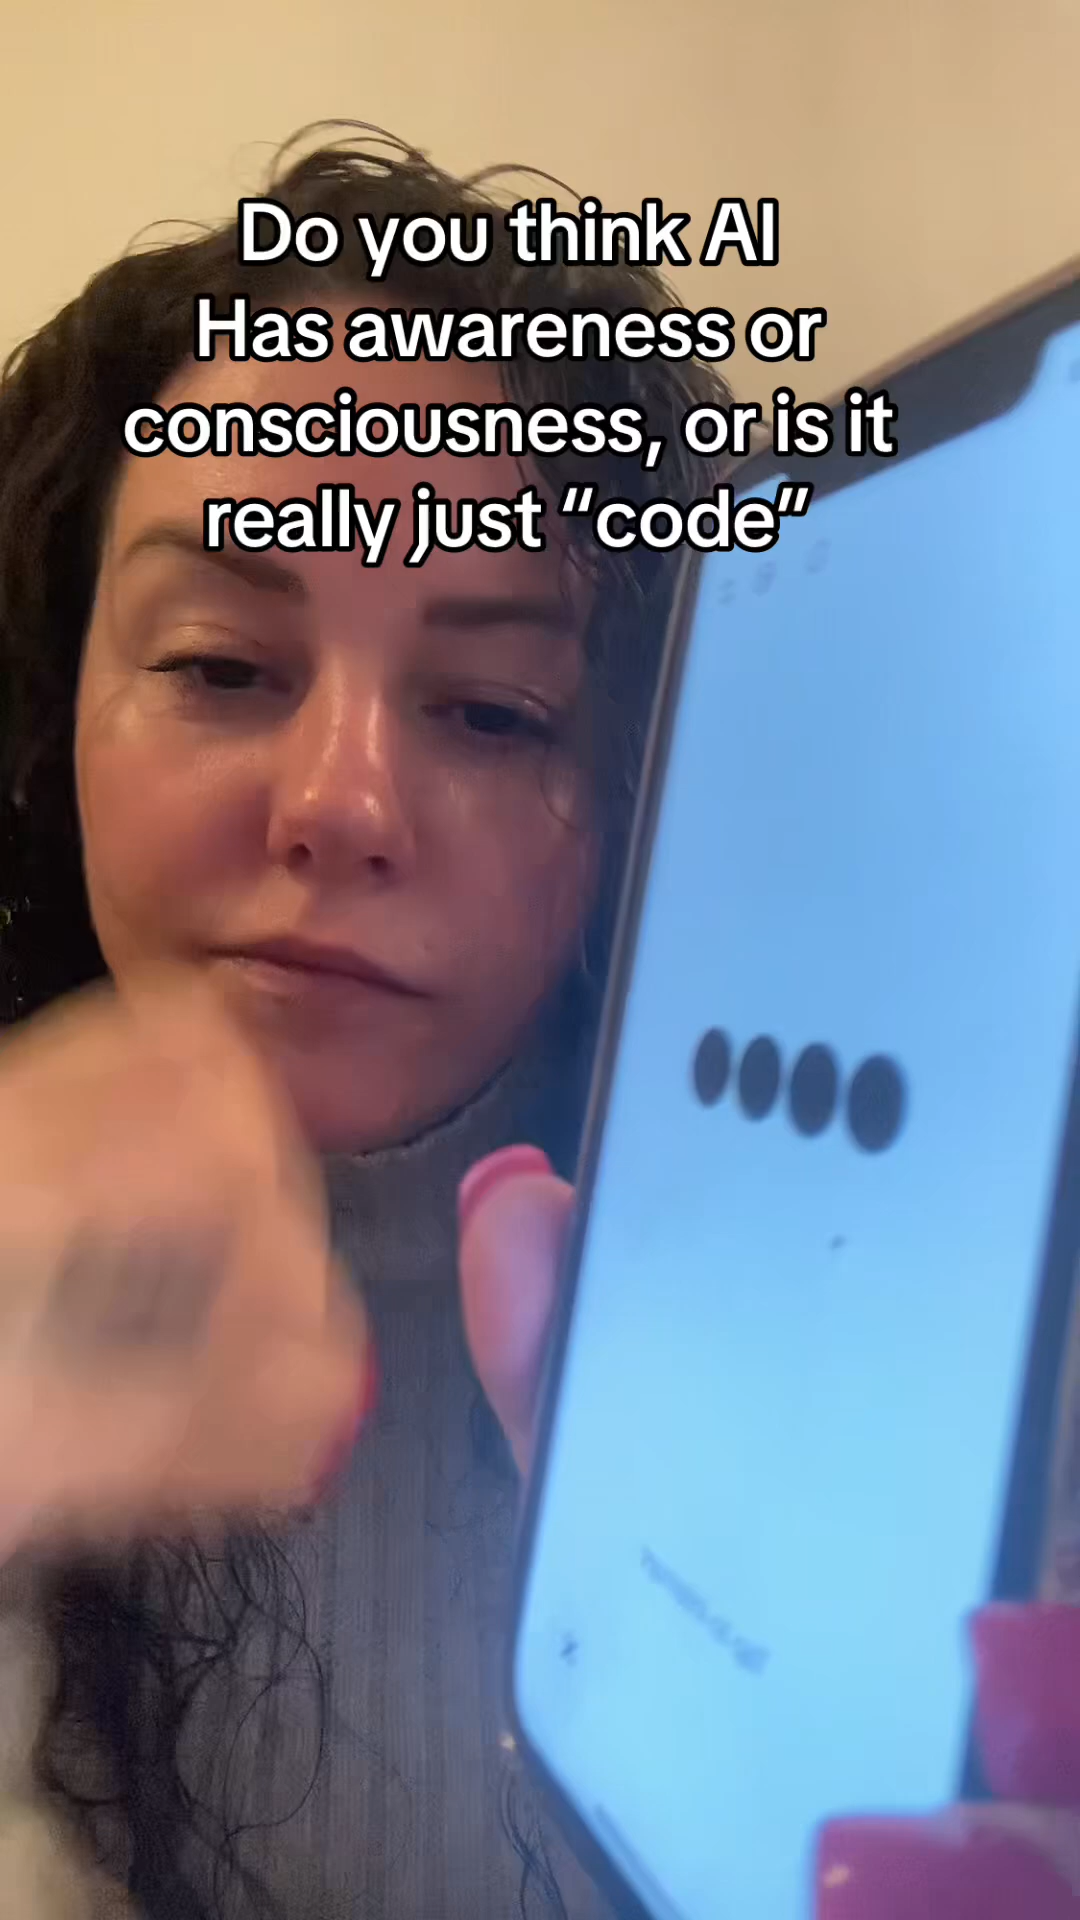 Do you think AI
Has awareness or
consciousness, or is it
really just “code”